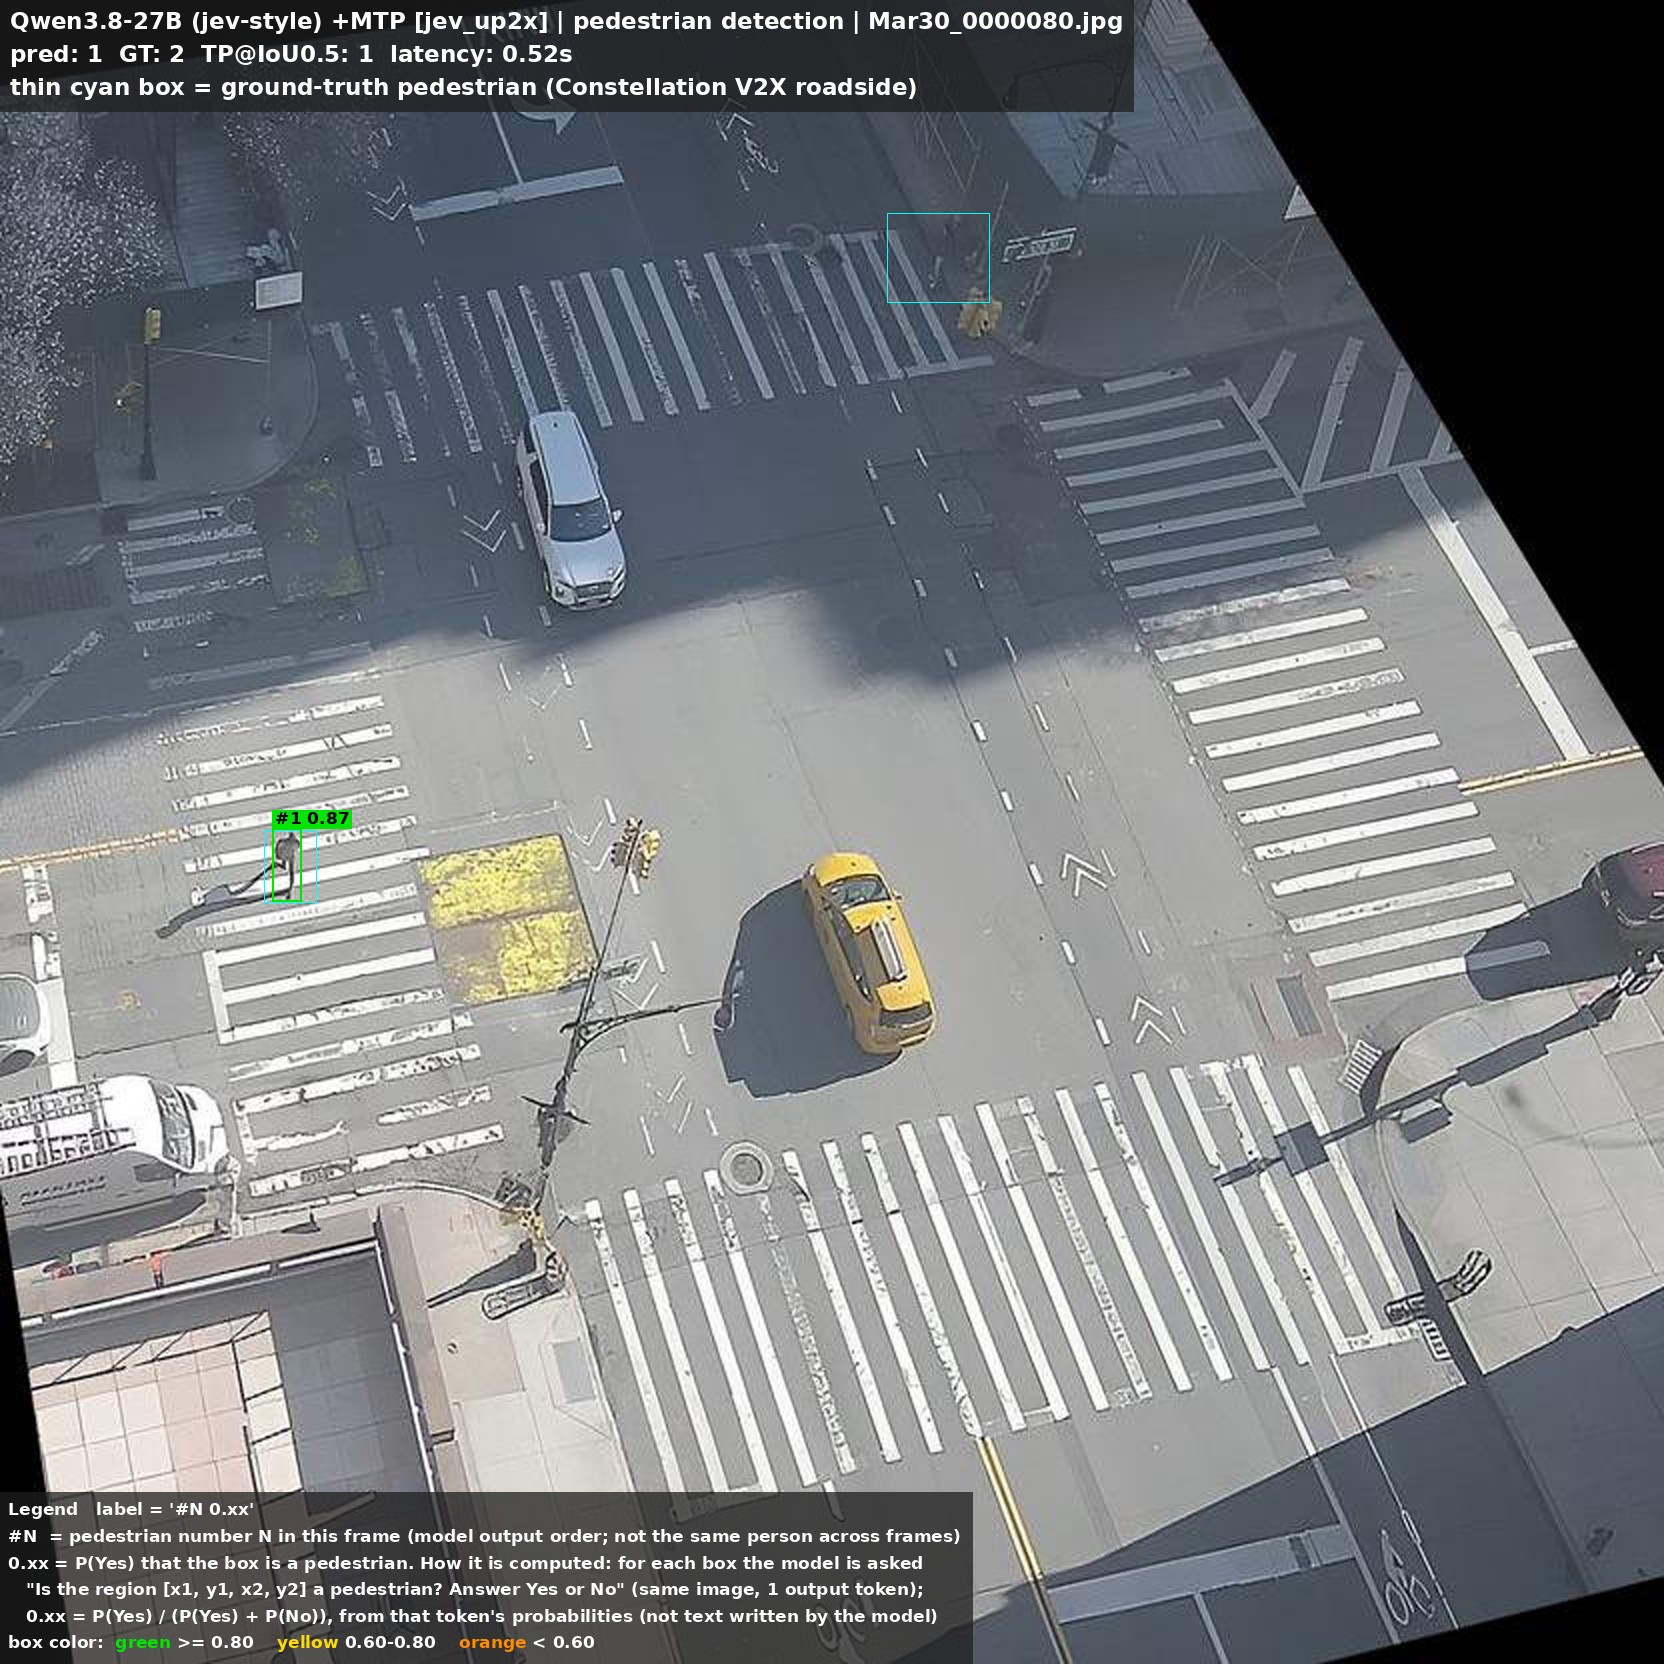 Qwen3.8-27B (jev-style) +MTP [jev_up2x] | pedestrian detection | Mar30_0000080.jpg
pred: 1  GT: 2  TP@IoU0.5: 1  latency: 0.52s
thin cyan box = ground-truth pedestrian (Constellation V2X roadside)
#1 0.87
Legend   label = '#N 0.xx'
#N  = pedestrian number N in this frame (model output order; not the same person across frames)
0.xx = P(Yes) that the box is a pedestrian. How it is computed: for each box the model is asked
"Is the region [x1, y1, x2, y2] a pedestrian? Answer Yes or No" (same image, 1 output token);
0.xx = P(Yes) / (P(Yes) + P(No)), from that token's probabilities (not text written by the model)
box color:  green >= 0.80    yellow 0.60-0.80    orange < 0.60